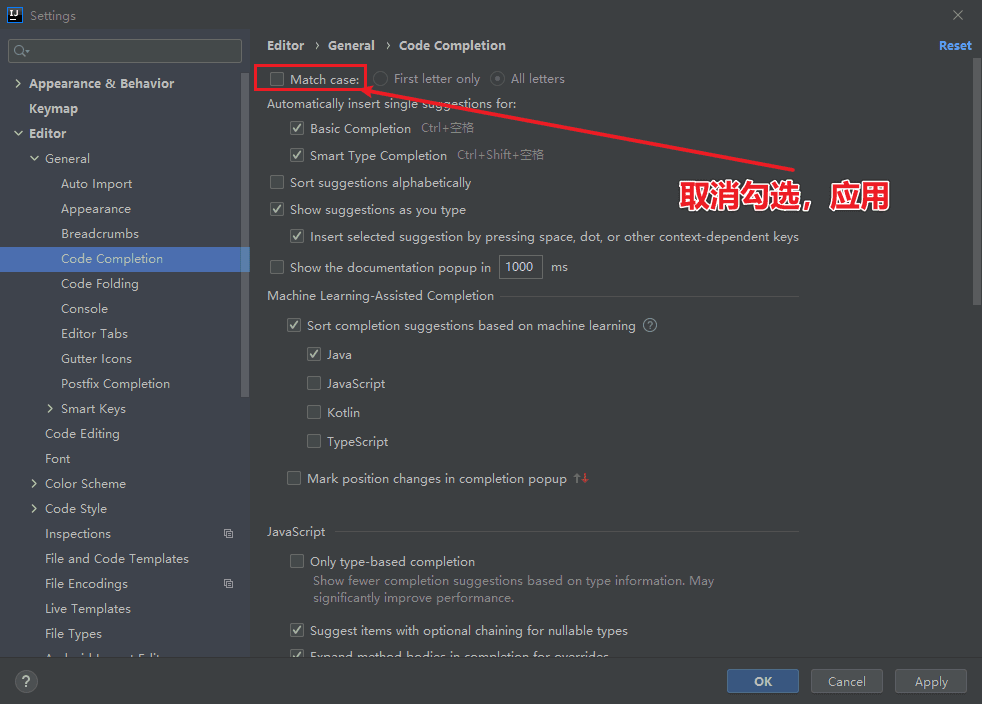 Settings
Editor › General › Code Completion
Reset
Appearance & Behavior
Keymap
Editor
General
Auto Import
Appearance
Breadcrumbs
Code Completion
Code Folding
Console
Editor Tabs
Gutter Icons
Postfix Completion
Smart Keys
Code Editing
Font
Color Scheme
Code Style
Inspections
File and Code Templates
File Encodings
Live Templates
File Types
Match case: First letter only All letters
Automatically insert single suggestions for:
Basic Completion Ctrl+空格
Smart Type Completion Ctrl+Shift+空格
Sort suggestions alphabetically
取消勾选，应用
Show suggestions as you type
Insert selected suggestion by pressing space, dot, or other context-dependent keys
Show the documentation popup in 1000 ms
Machine Learning-Assisted Completion
Sort completion suggestions based on machine learning ?
Java
JavaScript
Kotlin
TypeScript
Mark position changes in completion popup
JavaScript
Only type-based completion
Show fewer completion suggestions based on type information. May
significantly improve performance.
Suggest items with optional chaining for nullable types
Expand method bodies in completion for overrides
?
OK Cancel Apply